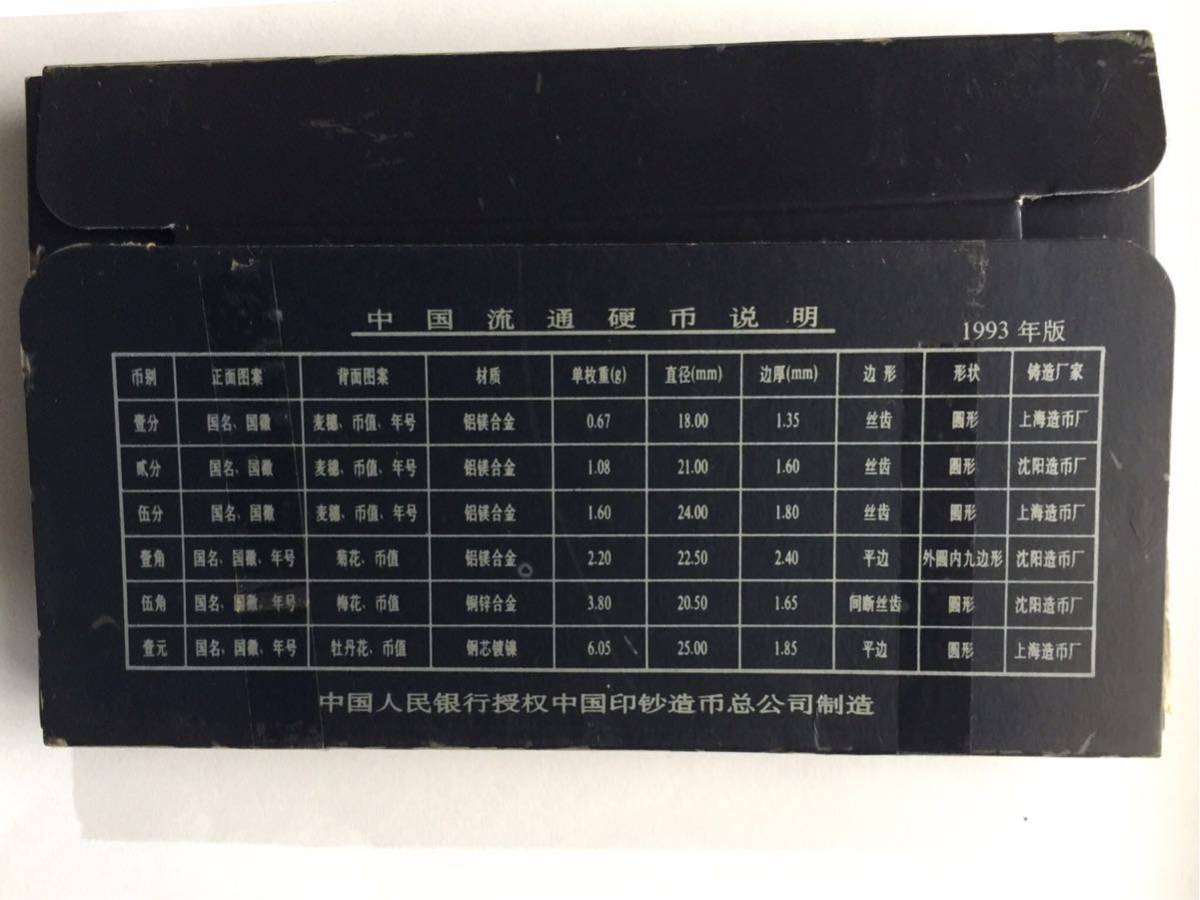 中国流通硬币说明
1993 年版
币别 正面图案 背面图案 材质 单枚重(g) 直径(mm) 边厚(mm) 边形 形状 铸造厂家
壹分 国名、国徽 麦穗、币值、年号 铝镁合金 0.67 18.00 1.35 丝齿 圆形 上海造币厂
贰分 国名、国徽 麦穗、币值、年号 铝镁合金 1.08 21.00 1.60 丝齿 圆形 沈阳造币厂
伍分 国名、国徽 麦穗、币值、年号 铝镁合金 1.60 24.00 1.80 丝齿 圆形 上海造币厂
壹角 国名、国徽、年号 菊花、币值 铝镁合金 2.20 22.50 2.40 平边 外圆内九边形 沈阳造币厂
伍角 国名、国徽、年号 梅花、币值 铜锌合金 3.80 20.50 1.65 间断丝齿 圆形 沈阳造币厂
壹元 国名、国徽、年号 牡丹花、币值 钢芯镀镍 6.05 25.00 1.85 平边 圆形 上海造币厂
中国人民银行授权中国印钞造币总公司制造